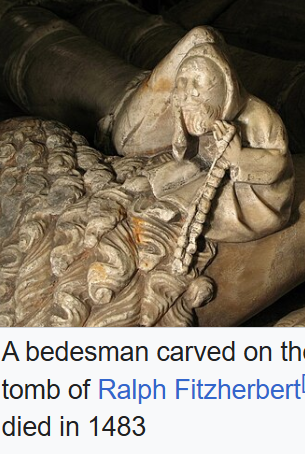 A bedesman carved on the
tomb of Ralph Fitzherbert[
died in 1483